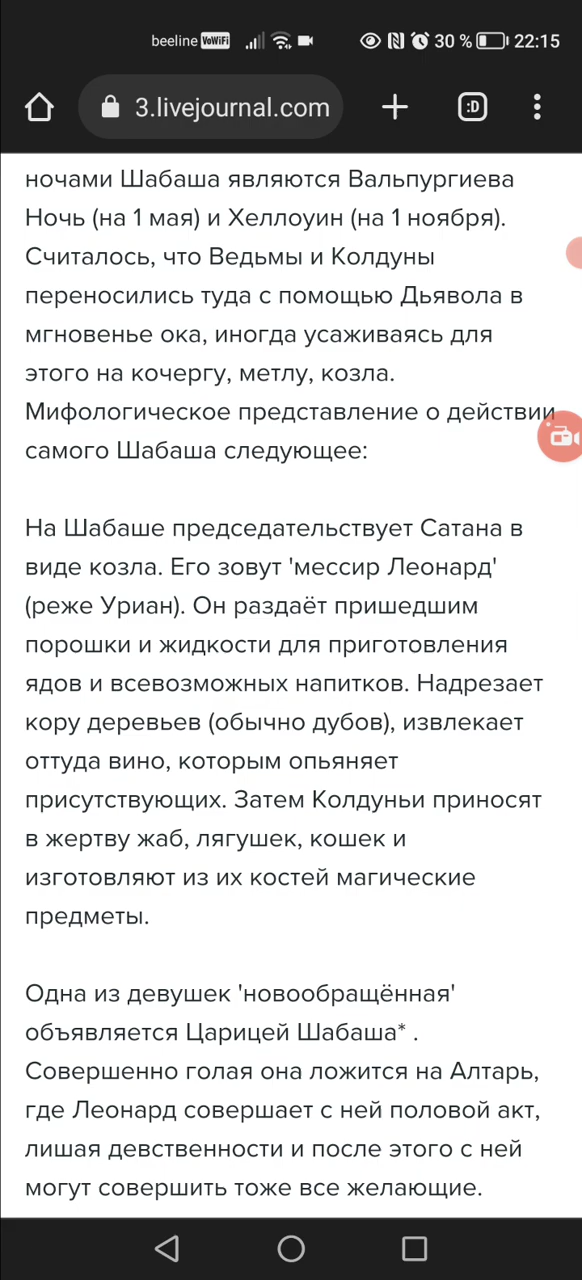 beeline VoWiFi 30 % 22:15
3.livejournal.com :D
ночами Шабаша являются Вальпургиева
Ночь (на 1 мая) и Хеллоуин (на 1 ноября).
Считалось, что Ведьмы и Колдуны
переносились туда с помощью Дьявола в
мгновенье ока, иногда усаживаясь для
этого на кочергу, метлу, козла.
Мифологическое представление о действии
самого Шабаша следующее:
На Шабаше председательствует Сатана в
виде козла. Его зовут 'мессир Леонард'
(реже Уриан). Он раздаёт пришедшим
порошки и жидкости для приготовления
ядов и всевозможных напитков. Надрезает
кору деревьев (обычно дубов), извлекает
оттуда вино, которым опьяняет
присутствующих. Затем Колдуньи приносят
в жертву жаб, лягушек, кошек и
изготовляют из их костей магические
предметы.
Одна из девушек 'новообращённая'
объявляется Царицей Шабаша* .
Совершенно голая она ложится на Алтарь,
где Леонард совершает с ней половой акт,
лишая девственности и после этого с ней
могут совершить тоже все желающие.